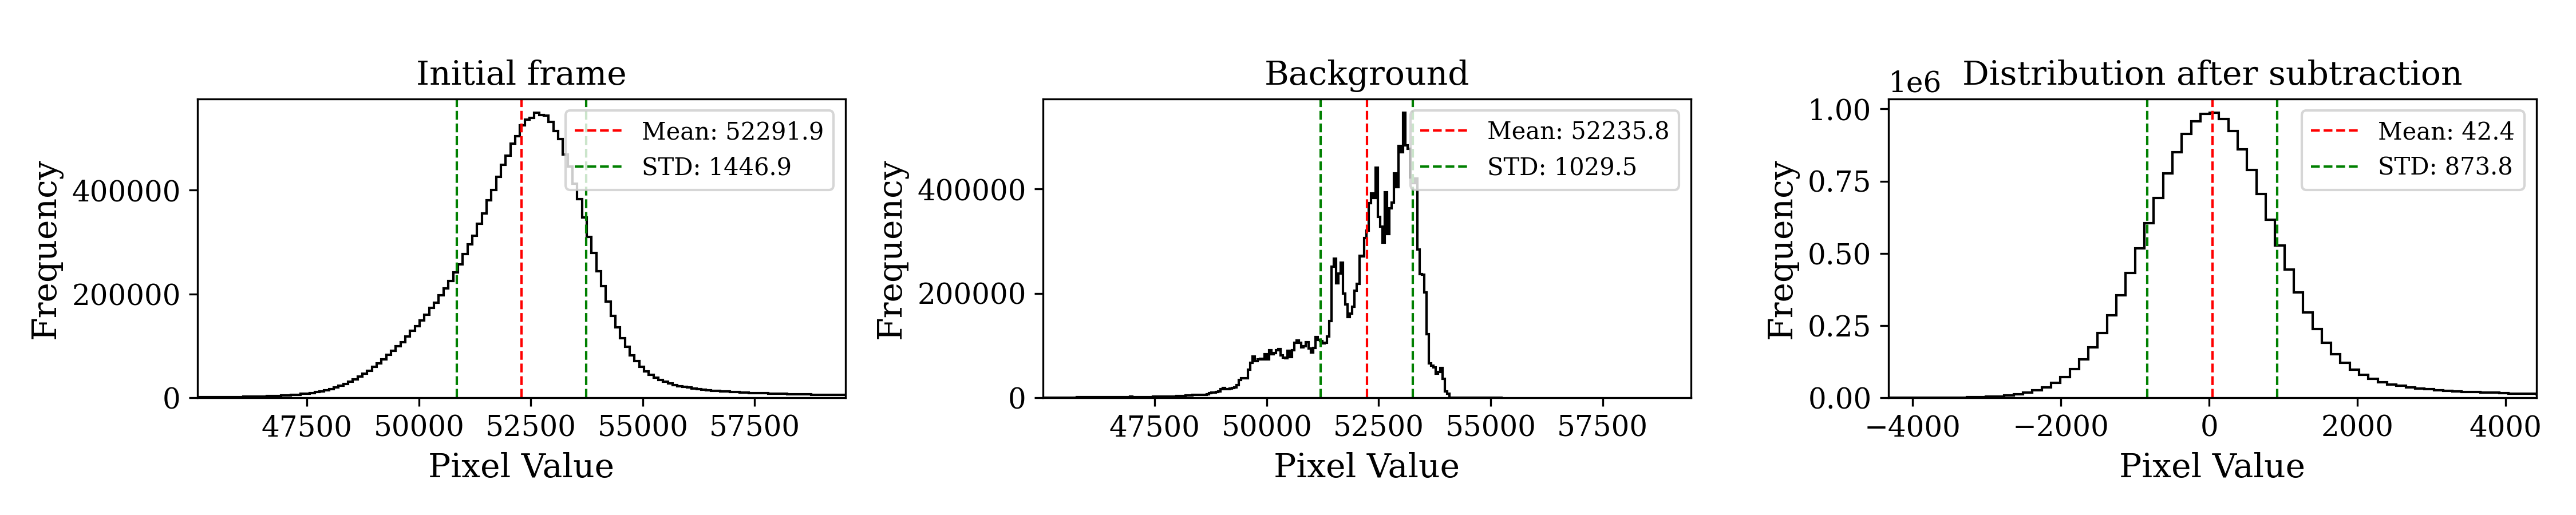 Initial frame
Mean: 52291.9
STD: 1446.9
Frequency
400000
200000
0
47500 50000 52500 55000 57500
Pixel Value
Background
Mean: 52235.8
STD: 1029.5
Frequency
400000
200000
0
47500 50000 52500 55000 57500
Pixel Value
Distribution after subtraction
1e6
Mean: 42.4
STD: 873.8
Frequency
1.00
0.75
0.50
0.25
0.00
−4000 −2000 0 2000 4000
Pixel Value